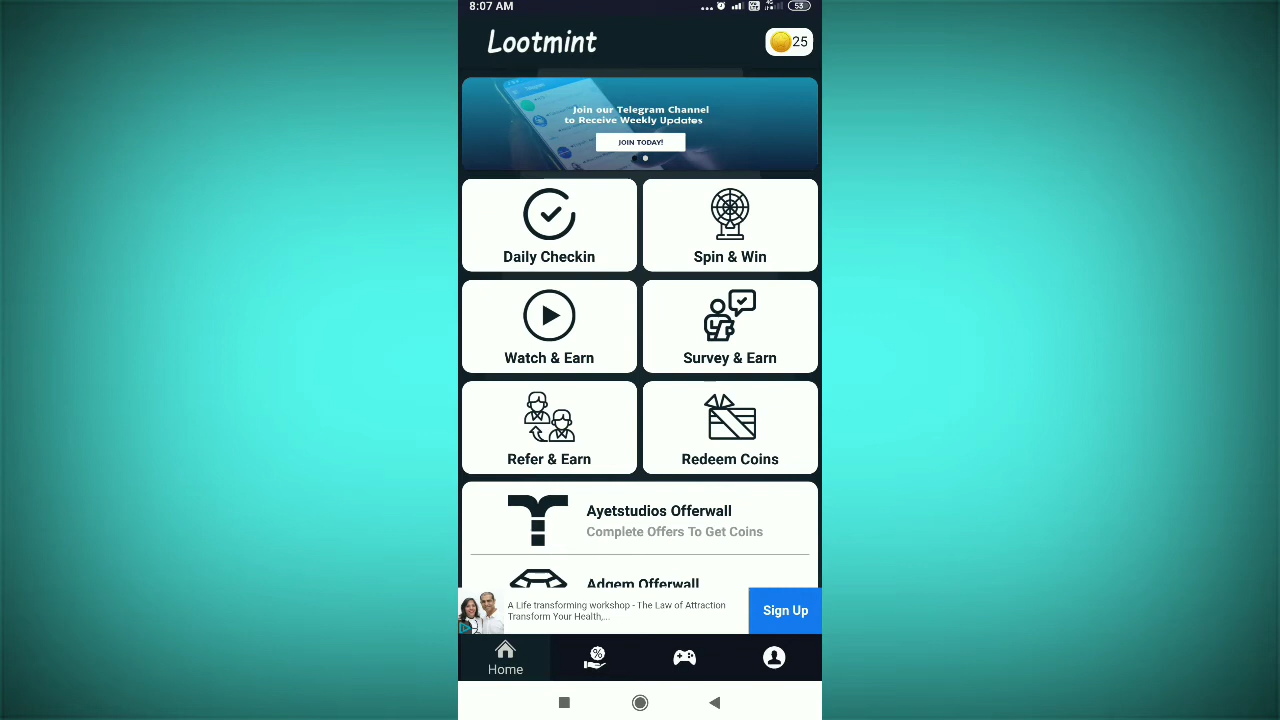 8:07 AM
53
Lootmint
25
Join our Telegram Channel
to Receive Weekly Updates
JOIN TODAY!
Daily Checkin
Spin & Win
Watch & Earn
Survey & Earn
Refer & Earn
Redeem Coins
Ayetstudios Offerwall
Complete Offers To Get Coins
Adgem Offerwall
A Life transforming workshop - The Law of Attraction
Transform Your Health,...
Sign Up
Home